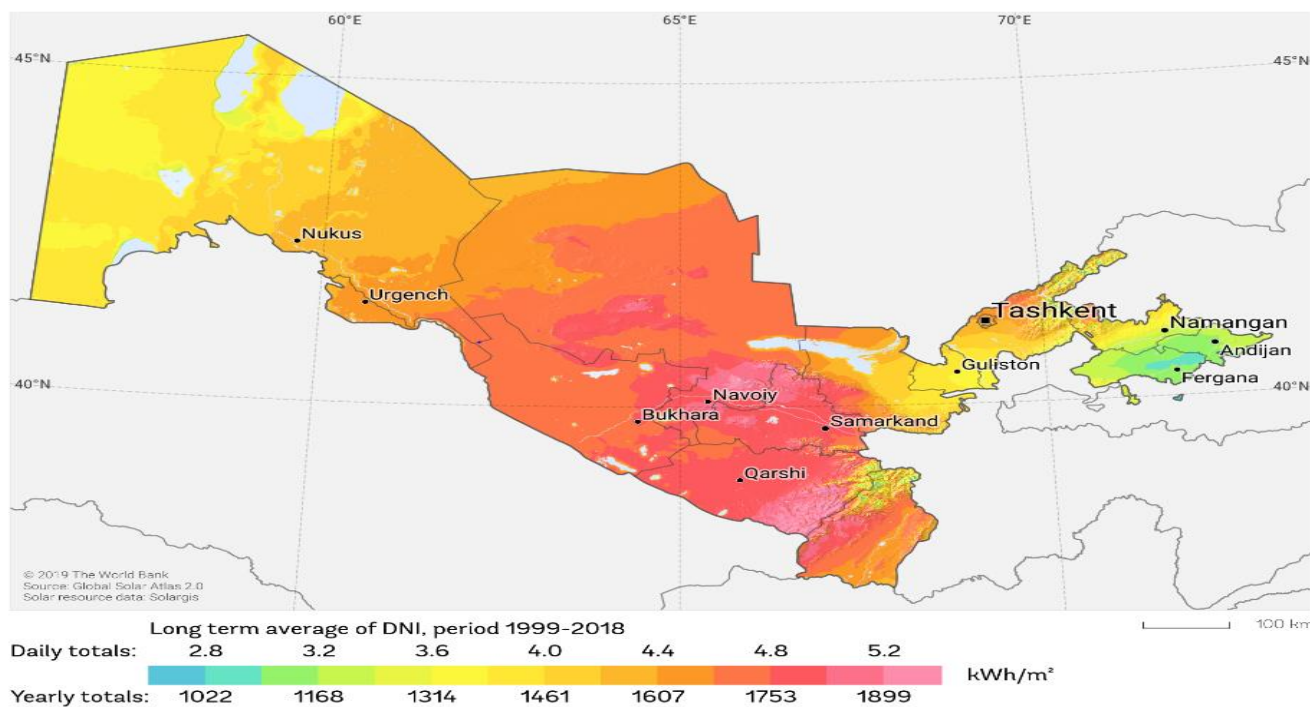 60°E 65°E 70°E
45°N 45°N
Nukus
Urgench
Tashkent
Namangan
Andijan
Guliston
Fergana
40°N 40°N
Navoiy
Bukhara
Samarkand
Qarshi
© 2019 The World Bank
Source: Global Solar Atlas 2.0
Solar resource data: Solargis
100 km
Long term average of DNI, period 1999-2018
Daily totals: 2.8 3.2 3.6 4.0 4.4 4.8 5.2
kWh/m²
Yearly totals: 1022 1168 1314 1461 1607 1753 1899